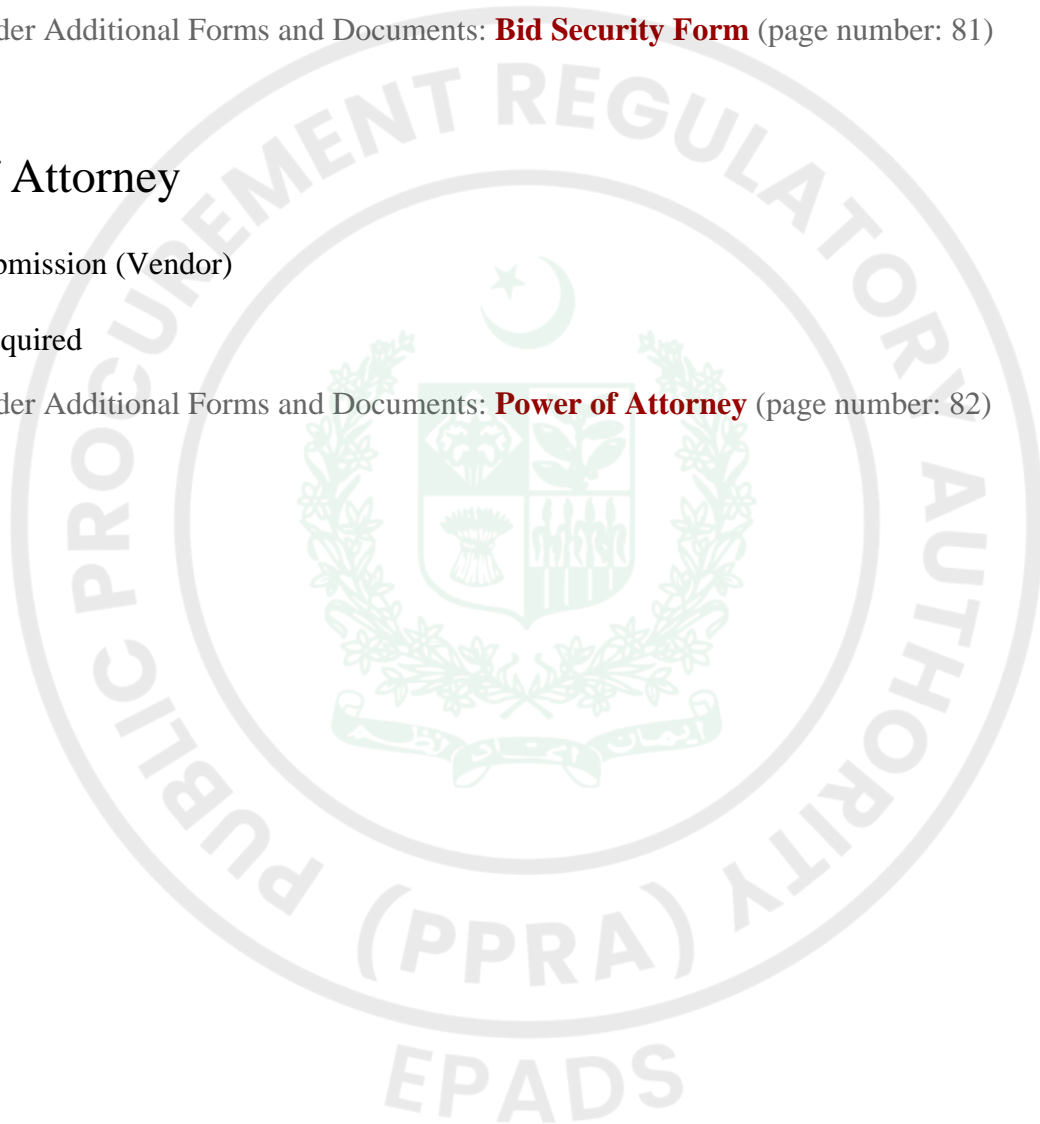 der Additional Forms and Documents: Bid Security Form (page number: 81)
Attorney
omission (Vendor)
quired
der Additional Forms and Documents: Power of Attorney (page number: 82)
PUBLIC PROCUREMENT REGULATORY AUTHORITY
(PPRA)
EPADS